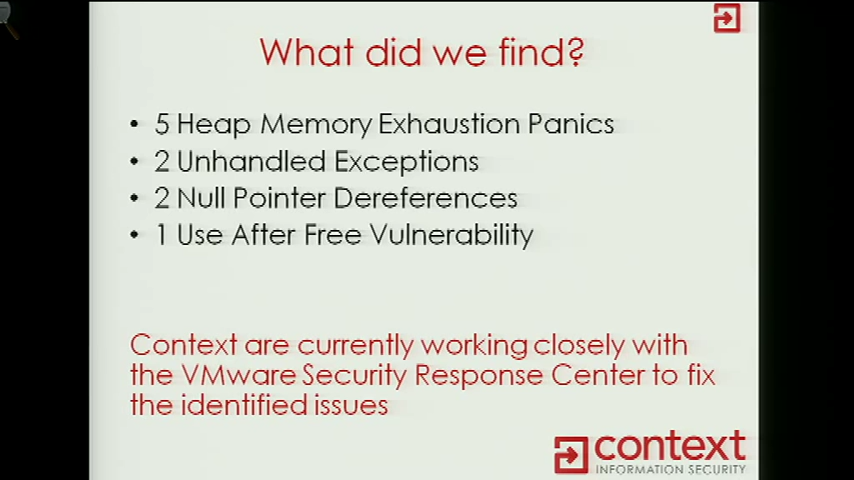 What did we find?
• 5 Heap Memory Exhaustion Panics
• 2 Unhandled Exceptions
• 2 Null Pointer Dereferences
• 1 Use After Free Vulnerability
Context are currently working closely with
the VMware Security Response Center to fix
the identified issues
context
INFORMATION SECURITY